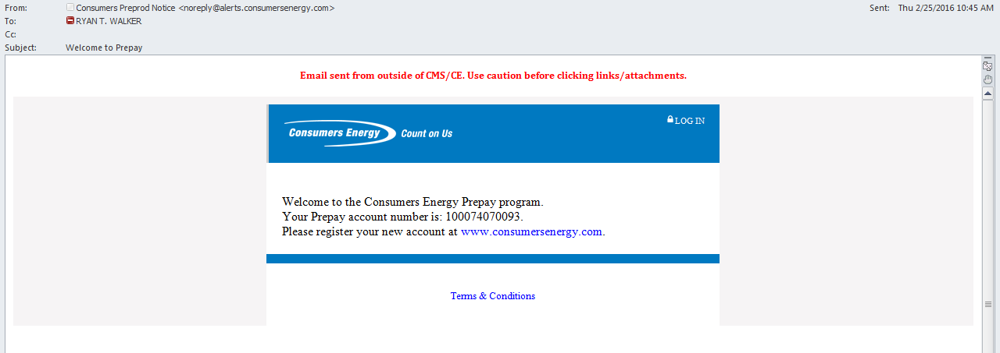 From: Consumers Preprod Notice <noreply@alerts.consumersenergy.com> Sent: Thu 2/25/2016 10:45 AM
To: RYAN T. WALKER
Cc:
Subject: Welcome to Prepay
Email sent from outside of CMS/CE. Use caution before clicking links/attachments.
LOG IN
Consumers Energy Count on Us
Welcome to the Consumers Energy Prepay program.
Your Prepay account number is: 100074070093.
Please register your new account at www.consumersenergy.com.
Terms & Conditions